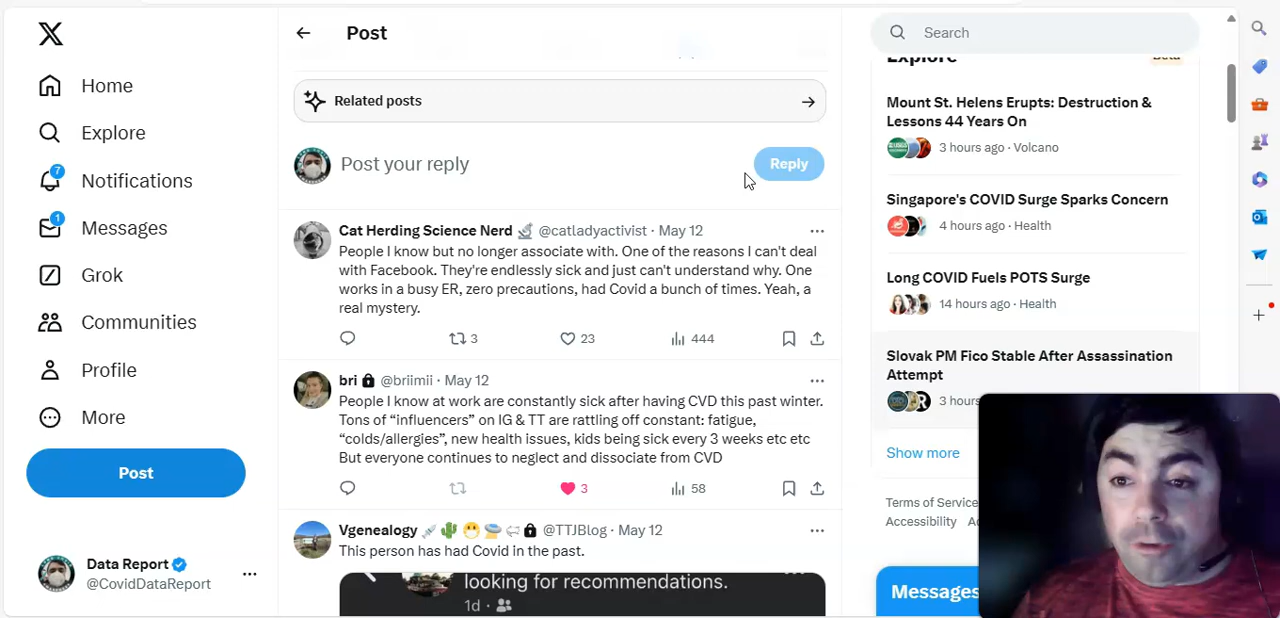 Post
Search
Explore
Beta
Home
Explore
7
Notifications
1
Messages
Grok
Communities
Profile
More
Post
Data Report
@CovidDataReport
Related posts
Post your reply
Reply
Cat Herding Science Nerd @catladyactivist · May 12
People I know but no longer associate with. One of the reasons I can't deal
with Facebook. They're endlessly sick and just can't understand why. One
works in a busy ER, zero precautions, had Covid a bunch of times. Yeah, a
real mystery.
3
23
444
bri @briimii · May 12
People I know at work are constantly sick after having CVD this past winter.
Tons of “influencers” on IG & TT are rattling off constant: fatigue,
“colds/allergies”, new health issues, kids being sick every 3 weeks etc etc
But everyone continues to neglect and dissociate from CVD
3
58
Vgenealogy @TTJBlog · May 12
This person has had Covid in the past.
looking for recommendations.
1d ·
Mount St. Helens Erupts: Destruction &
Lessons 44 Years On
3 hours ago · Volcano
Singapore's COVID Surge Sparks Concern
4 hours ago · Health
Long COVID Fuels POTS Surge
14 hours ago · Health
Slovak PM Fico Stable After Assassination
Attempt
3 hours
Show more
Terms of Service
Accessibility
Messages